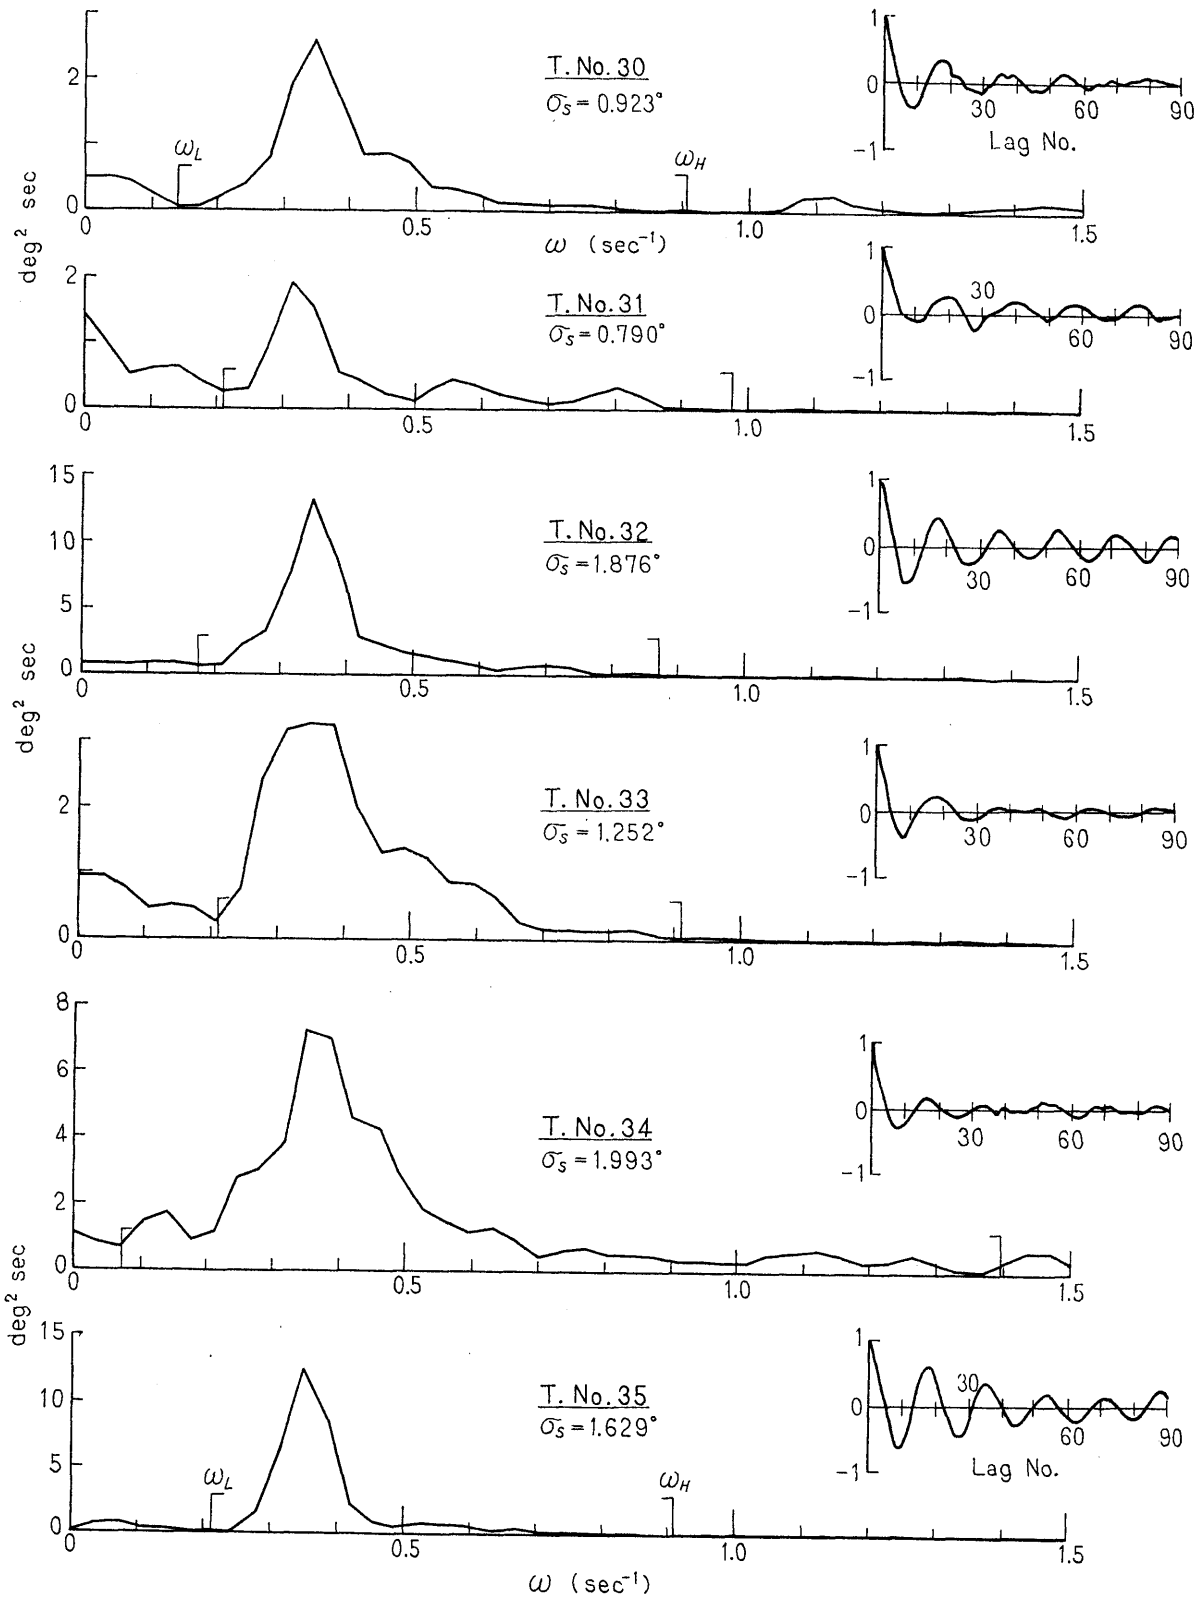 2
0
deg² sec
ω_L
T. No. 30
σ_s = 0.923°
ω_H
0 0.5 1.0 1.5
ω (sec⁻¹)
1
0
-1
30 60 90
Lag No.
2
0
T. No. 31
σ_s = 0.790°
0 0.5 1.0 1.5
1
0
-1
30 60 90
15
10
5
0
deg² sec
T. No. 32
σ_s = 1.876°
0 0.5 1.0 1.5
1
0
-1
30 60 90
2
0
T. No. 33
σ_s = 1.252°
0 0.5 1.0 1.5
1
0
-1
30 60 90
8
6
4
2
0
deg² sec
T. No. 34
σ_s = 1.993°
0 0.5 1.0 1.5
1
0
-1
30 60 90
15
10
5
0
ω_L
T. No. 35
σ_s = 1.629°
ω_H
0 0.5 1.0 1.5
ω (sec⁻¹)
1
0
-1
30 60 90
Lag No.